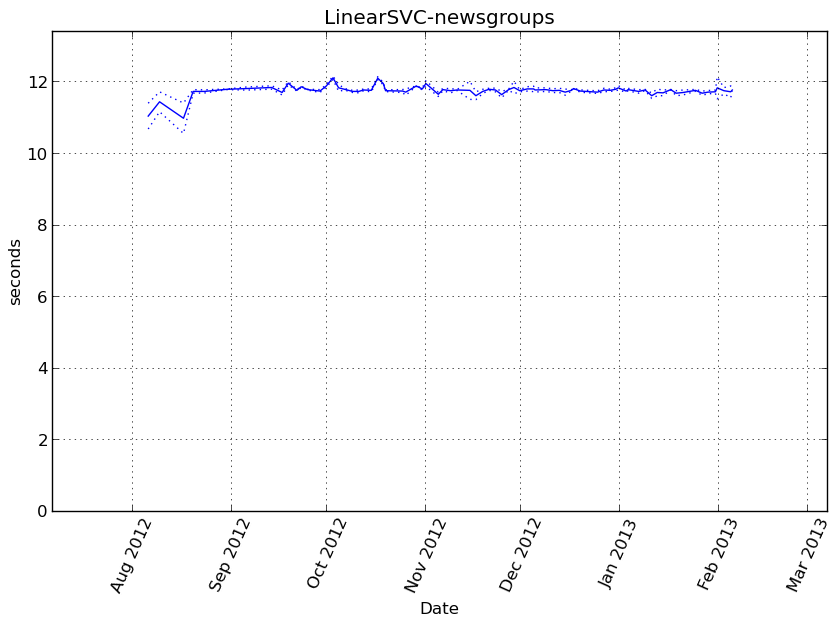 LinearSVC-newsgroups
seconds
12
10
8
6
4
2
0
Aug 2012
Sep 2012
Oct 2012
Nov 2012
Dec 2012
Jan 2013
Feb 2013
Mar 2013
Date